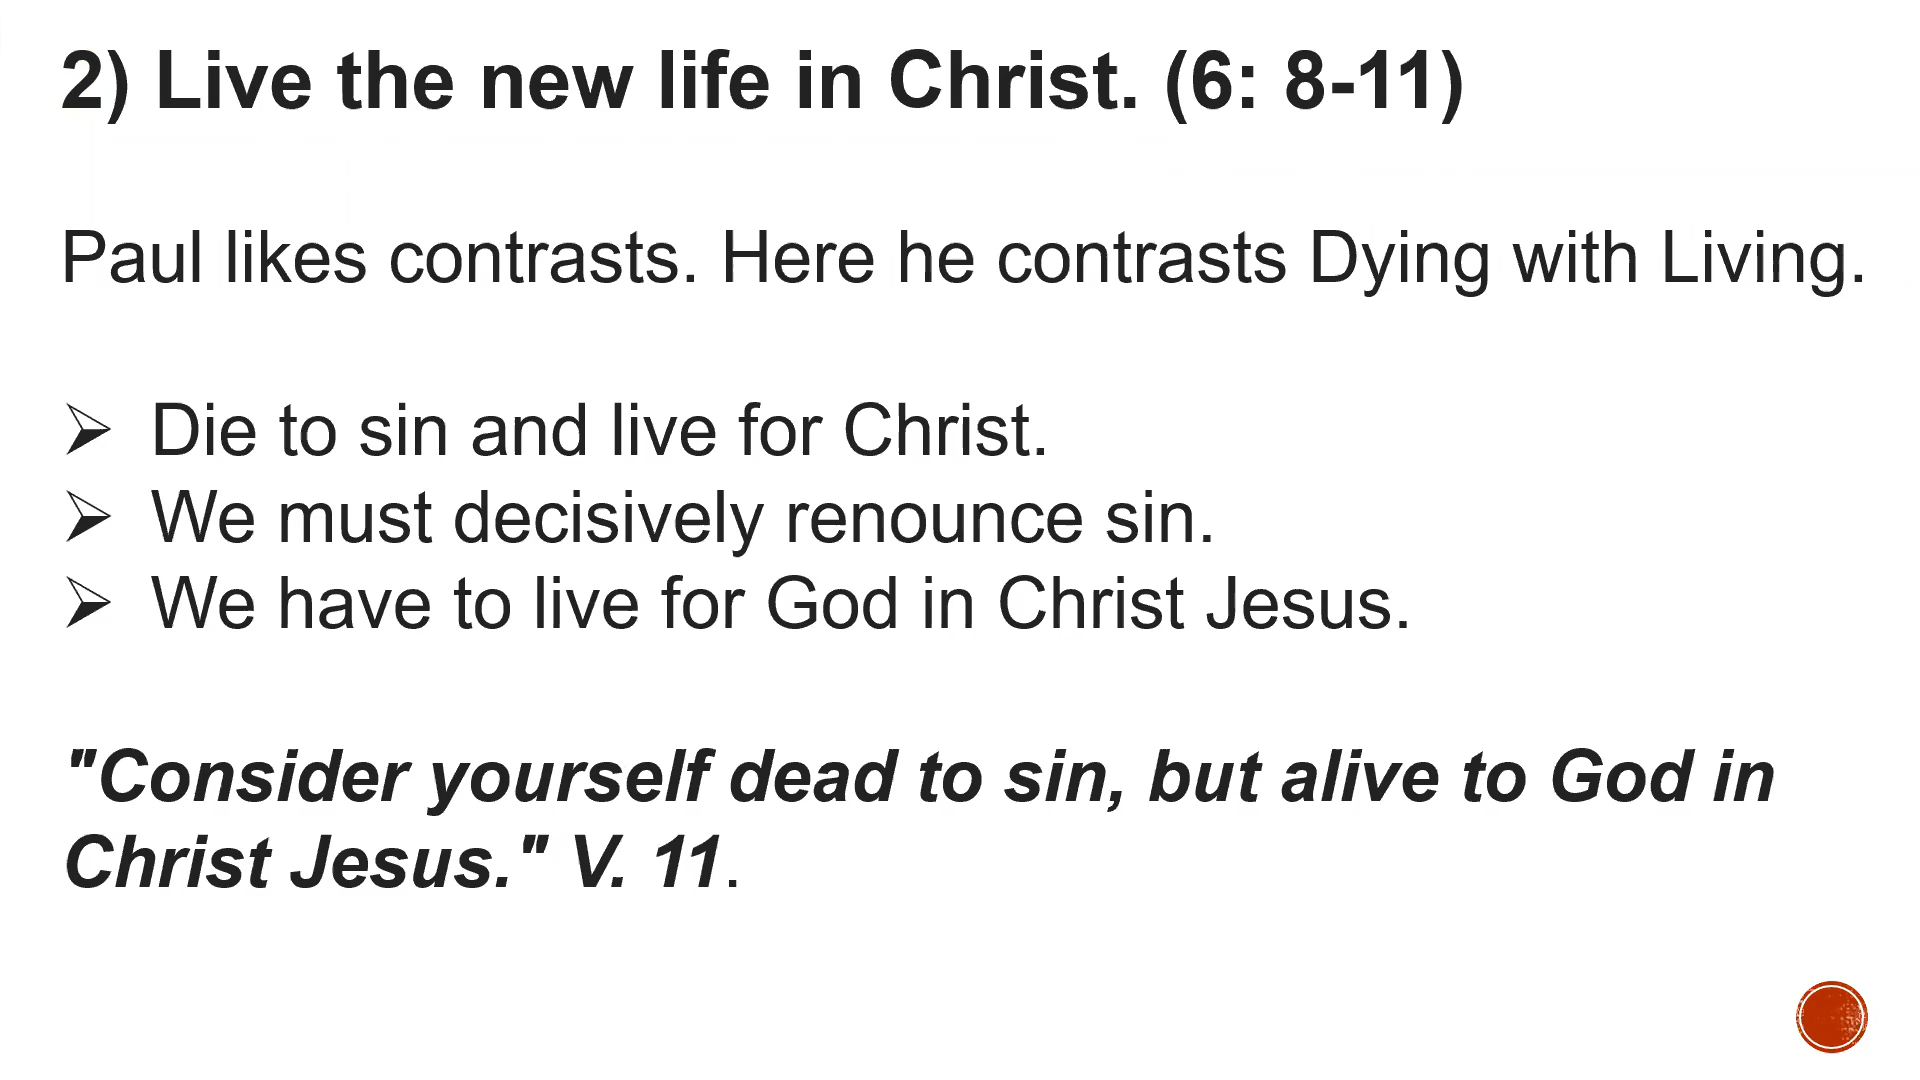 2) Live the new life in Christ. (6: 8-11)
Paul likes contrasts. Here he contrasts Dying with Living.
➢ Die to sin and live for Christ.
➢ We must decisively renounce sin.
➢ We have to live for God in Christ Jesus.
"Consider yourself dead to sin, but alive to God in
Christ Jesus." V. 11.